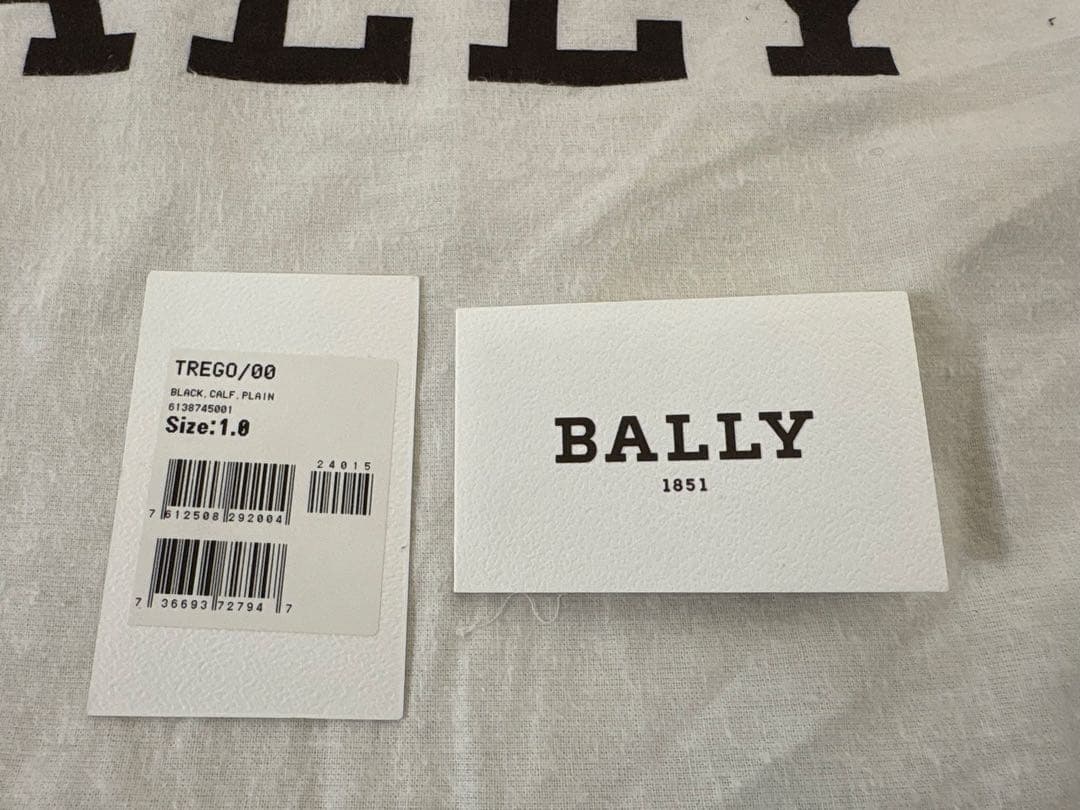 ALLY
TREGO/00
BLACK, CALF, PLAIN
6138745001
Size:1.0
24015
7 612508 292004
7 36693 72794 7
BALLY
1851